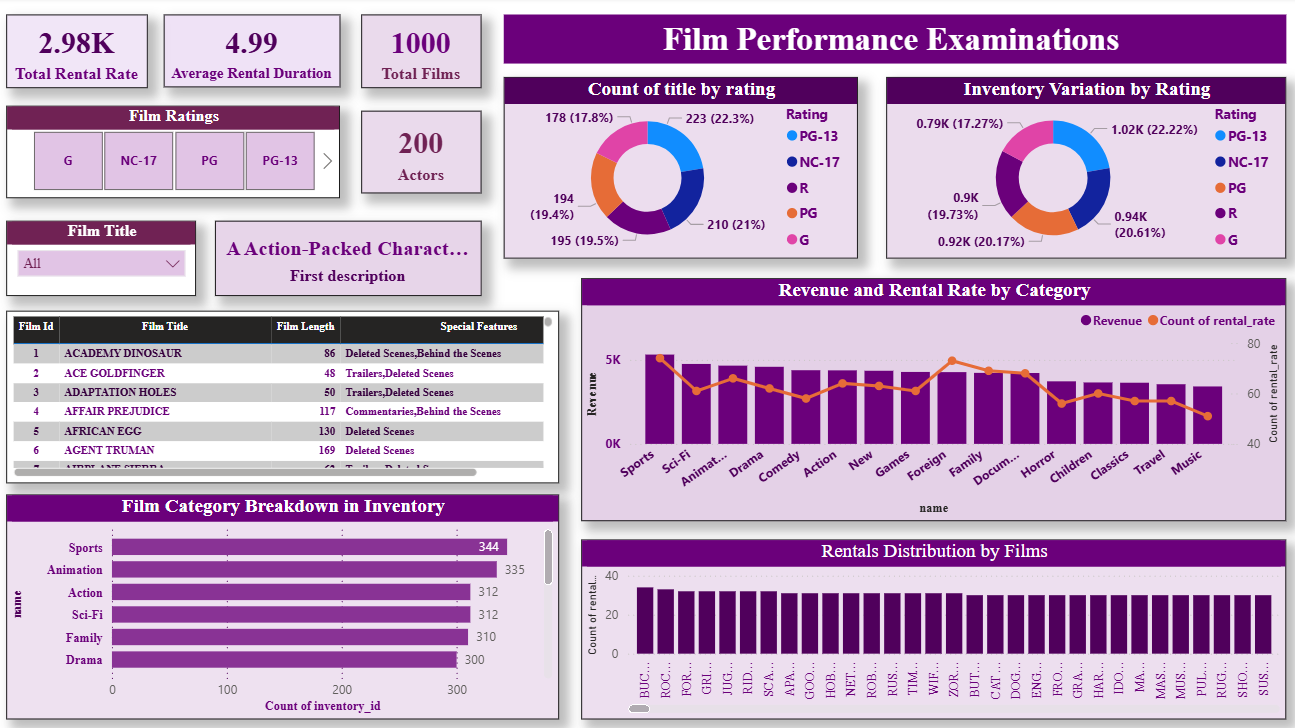 2.98K
Total Rental Rate
4.99
Average Rental Duration
1000
Total Films
Film Performance Examinations
Film Ratings
G
NC-17
PG
PG-13
200
Actors
Film Title
All
A Action-Packed Charact...
First description
Count of title by rating
178 (17.8%)
223 (22.3%)
194
(19.4%)
195 (19.5%)
210 (21%)
Rating
PG-13
NC-17
R
PG
G
Inventory Variation by Rating
0.79K (17.27%)
1.02K (22.22%)
0.9K
(19.73%)
0.92K (20.17%)
0.94K
(20.61%)
Rating
PG-13
NC-17
PG
R
G
Film Id Film Title Film Length Special Features
1 ACADEMY DINOSAUR 86 Deleted Scenes,Behind the Scenes
2 ACE GOLDFINGER 48 Trailers,Deleted Scenes
3 ADAPTATION HOLES 50 Trailers,Deleted Scenes
4 AFFAIR PREJUDICE 117 Commentaries,Behind the Scenes
5 AFRICAN EGG 130 Deleted Scenes
6 AGENT TRUMAN 169 Deleted Scenes
Revenue and Rental Rate by Category
Revenue Count of rental_rate
Revenue
5K
0K
80
60
40
Count of rental_rate
Sports
Sci-Fi
Animat...
Drama
Comedy
Action
New
Games
Foreign
Family
Docum...
Horror
Children
Classics
Travel
Music
name
Film Category Breakdown in Inventory
name
Sports 344
Animation 335
Action 312
Sci-Fi 312
Family 310
Drama 300
0 100 200 300
Count of inventory_id
Rentals Distribution by Films
Count of rental...
40
20
0
BUC...
ROC...
FOR...
GRI...
JUG...
RID...
SCA...
APA...
GOO...
HOB...
NET...
ROB...
RUS...
TIM...
WIF...
ZOR...
BUT...
CAT ...
DOG...
ENG...
FRO...
GRA...
HAR...
IDO...
MA...
MAS...
MUS...
PUL...
RUG...
SHO...
SUS...